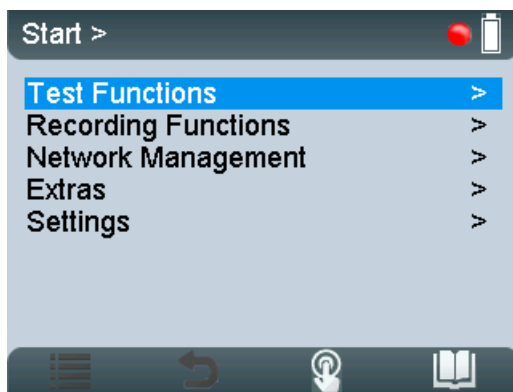 Start >
Test Functions >
Recording Functions >
Network Management >
Extras >
Settings >